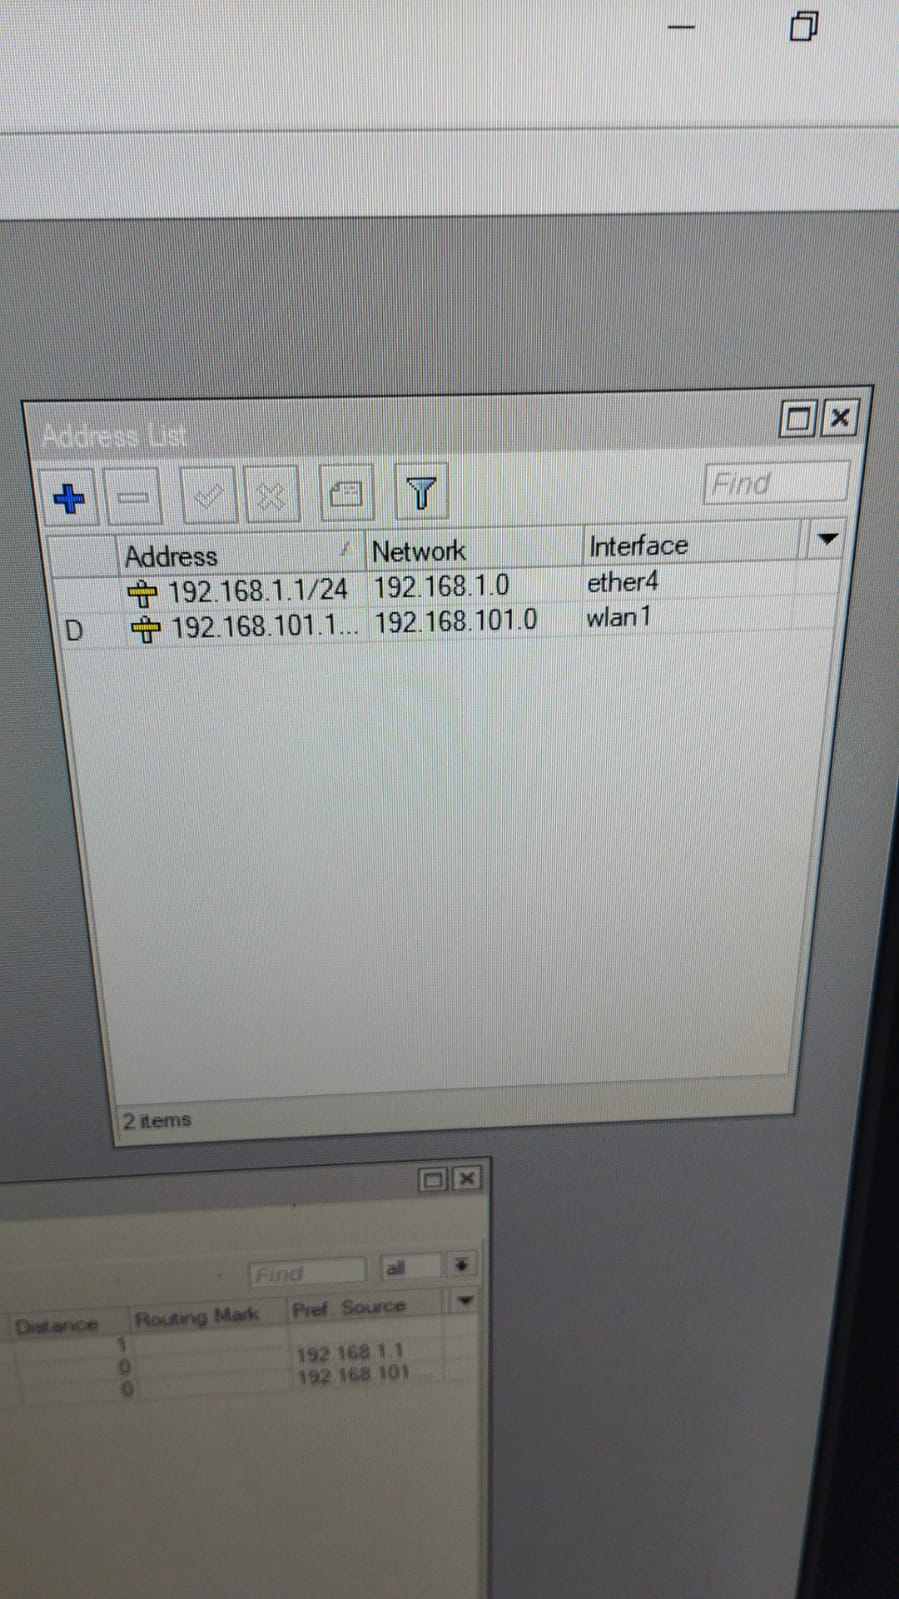 Address List
Find
Address Network Interface
192.168.1.1/24 192.168.1.0 ether4
D 192.168.101.1... 192.168.101.0 wlan1
2 items
Find all
Distance Routing Mark Pref. Source
1
0 192.168.1.1
0 192.168.101...